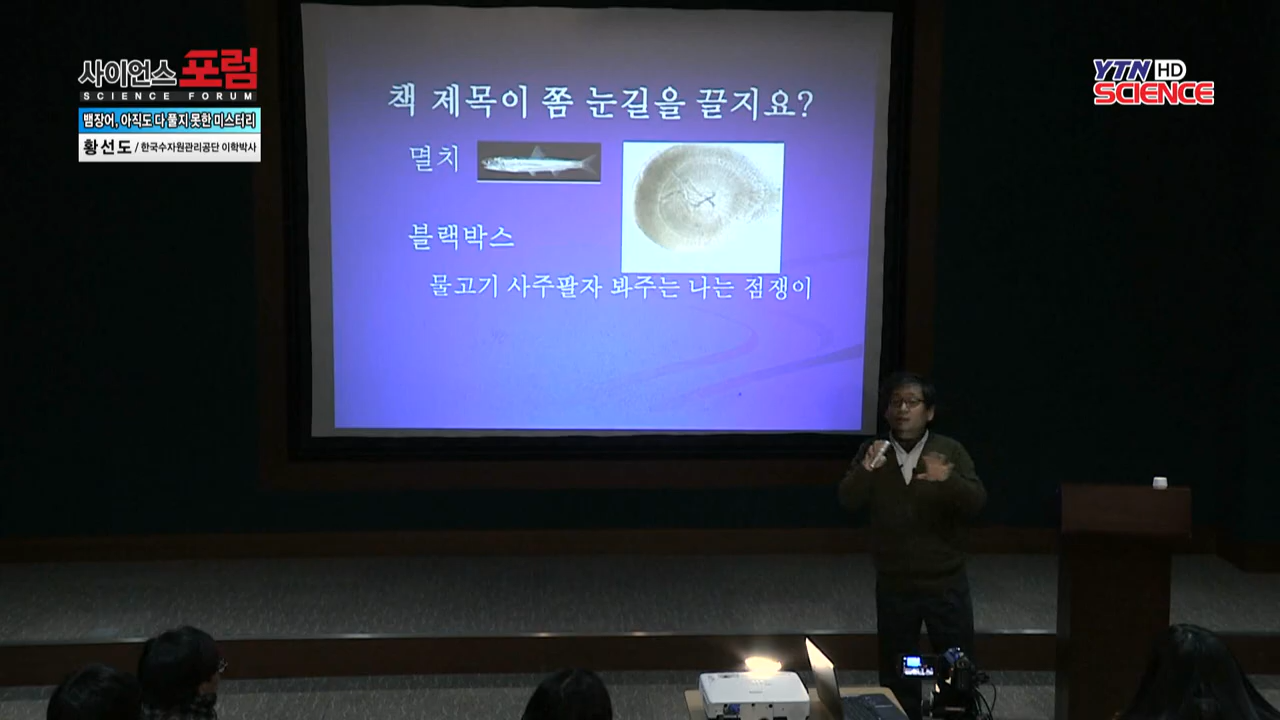 사이언스 포럼
SCIENCE FORUM
뱀장어, 아직도 다 풀지 못한 미스터리
황선도 / 한국수자원관리공단 이학박사
YTN HD
SCIENCE
책 제목이 쫌 눈길을 끌지요?
멸치
블랙박스
물고기 사주팔자 봐주는 나는 점쟁이